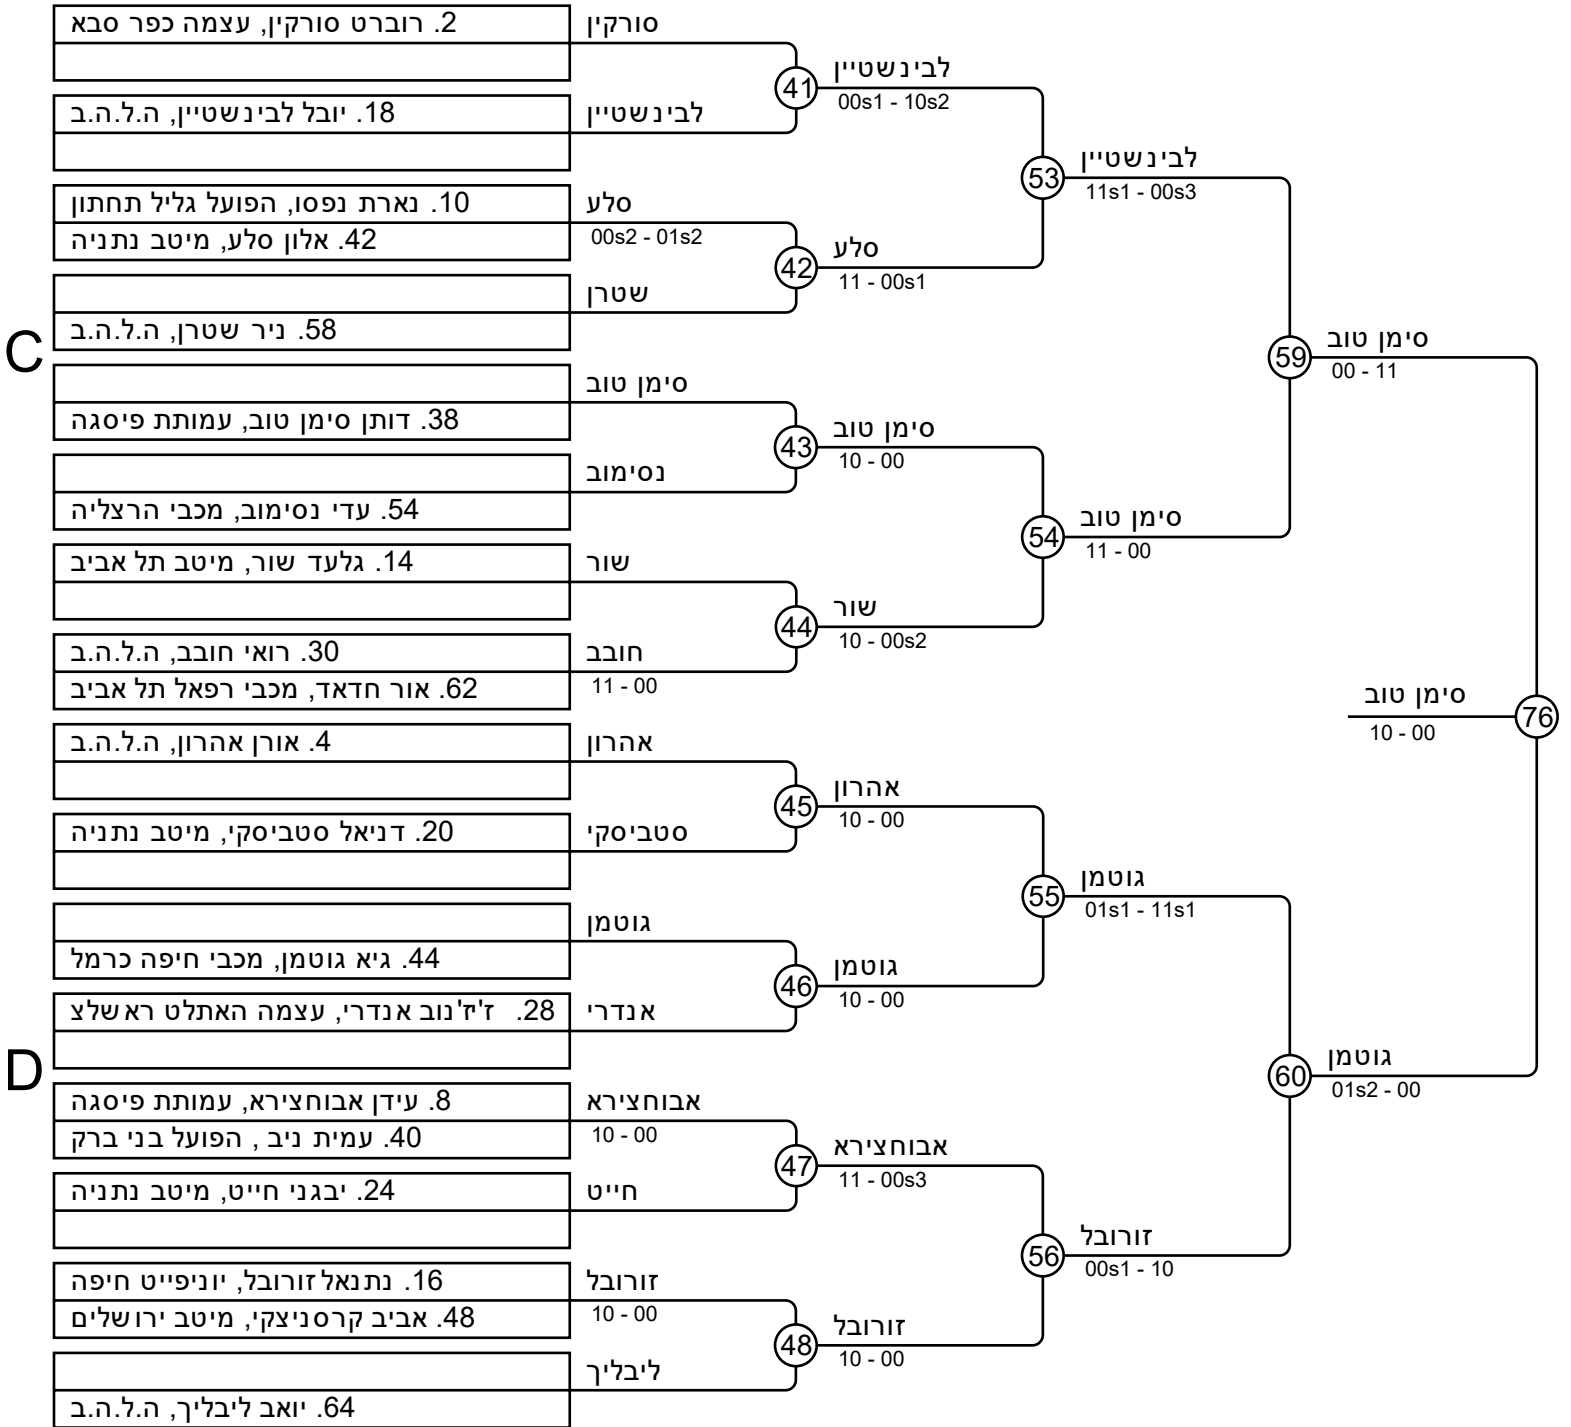 2. רוברט סורקין, עצמה כפר סבא
סורקין
41
לבינשטיין
00s1 - 10s2
18. יובל לבינשטיין, ה.ל.ה.ב
לבינשטיין
53
לבינשטיין
11s1 - 00s3
10. נארת נפסו, הפועל גליל תחתון
42. אלון סלע, מיטב נתניה
סלע
00s2 - 01s2
42
סלע
11 - 00s1
שטרן
58. ניר שטרן, ה.ל.ה.ב
C
59
סימן טוב
00 - 11
סימן טוב
38. דותן סימן טוב, עמותת פיסגה
43
סימן טוב
10 - 00
נסימוב
54. עדי נסימוב, מכבי הרצליה
54
סימן טוב
11 - 00
14. גלעד שור, מיטב תל אביב
שור
44
שור
10 - 00s2
30. רואי חובב, ה.ל.ה.ב
62. אור חדאד, מכבי רפאל תל אביב
חובב
11 - 00
סימן טוב
10 - 00
76
4. אורן אהרון, ה.ל.ה.ב
אהרון
45
אהרון
10 - 00
20. דניאל סטביסקי, מיטב נתניה
סטביסקי
55
גוטמן
01s1 - 11s1
גוטמן
44. גיא גוטמן, מכבי חיפה כרמל
46
גוטמן
10 - 00
28. ז'יז'נוב אנדרי, עצמה האתלט ראשלצ
אנדרי
D
60
גוטמן
01s2 - 00
8. עידן אבוחצירא, עמותת פיסגה
40. עמית ניב , הפועל בני ברק
אבוחצירא
10 - 00
47
אבוחצירא
11 - 00s3
24. יבגני חייט, מיטב נתניה
חייט
56
זורובל
00s1 - 10
16. נתנאל זורובל, יוניפייט חיפה
48. אביב קרסניצקי, מיטב ירושלים
זורובל
10 - 00
48
זורובל
10 - 00
ליבליך
64. יואב ליבליך, ה.ל.ה.ב